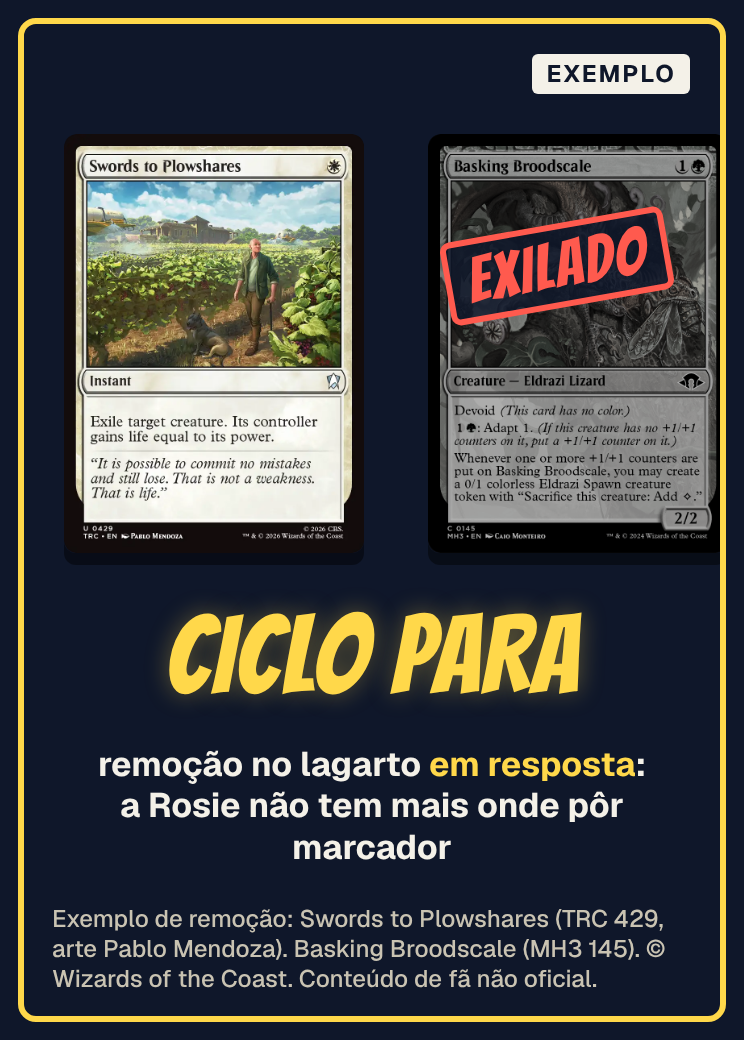 EXEMPLO
Swords to Plowshares
Instant
Exile target creature. Its controller
gains life equal to its power.
“It is possible to commit no mistakes
and still lose. That is not a weakness.
That is life.”
U 0429
TRC • EN Pablo Mendoza
© 2026 CBS.
™ & © 2026 Wizards of the Coast
Basking Broodscale 1
EXILADO
Creature — Eldrazi Lizard
Devoid (This card has no color.)
1: Adapt 1. (If this creature has no +1/+1
counters on it, put a +1/+1 counter on it.)
Whenever one or more +1/+1 counters are
put on Basking Broodscale, you may create
a 0/1 colorless Eldrazi Spawn creature
token with “Sacrifice this creature: Add .”
2/2
C 0145
MH3 • EN Caio Monteiro
™ & © 2024 Wizards of the Coast
CICLO PARA
remoção no lagarto em resposta:
a Rosie não tem mais onde pôr
marcador
Exemplo de remoção: Swords to Plowshares (TRC 429,
arte Pablo Mendoza). Basking Broodscale (MH3 145). ©
Wizards of the Coast. Conteúdo de fã não oficial.